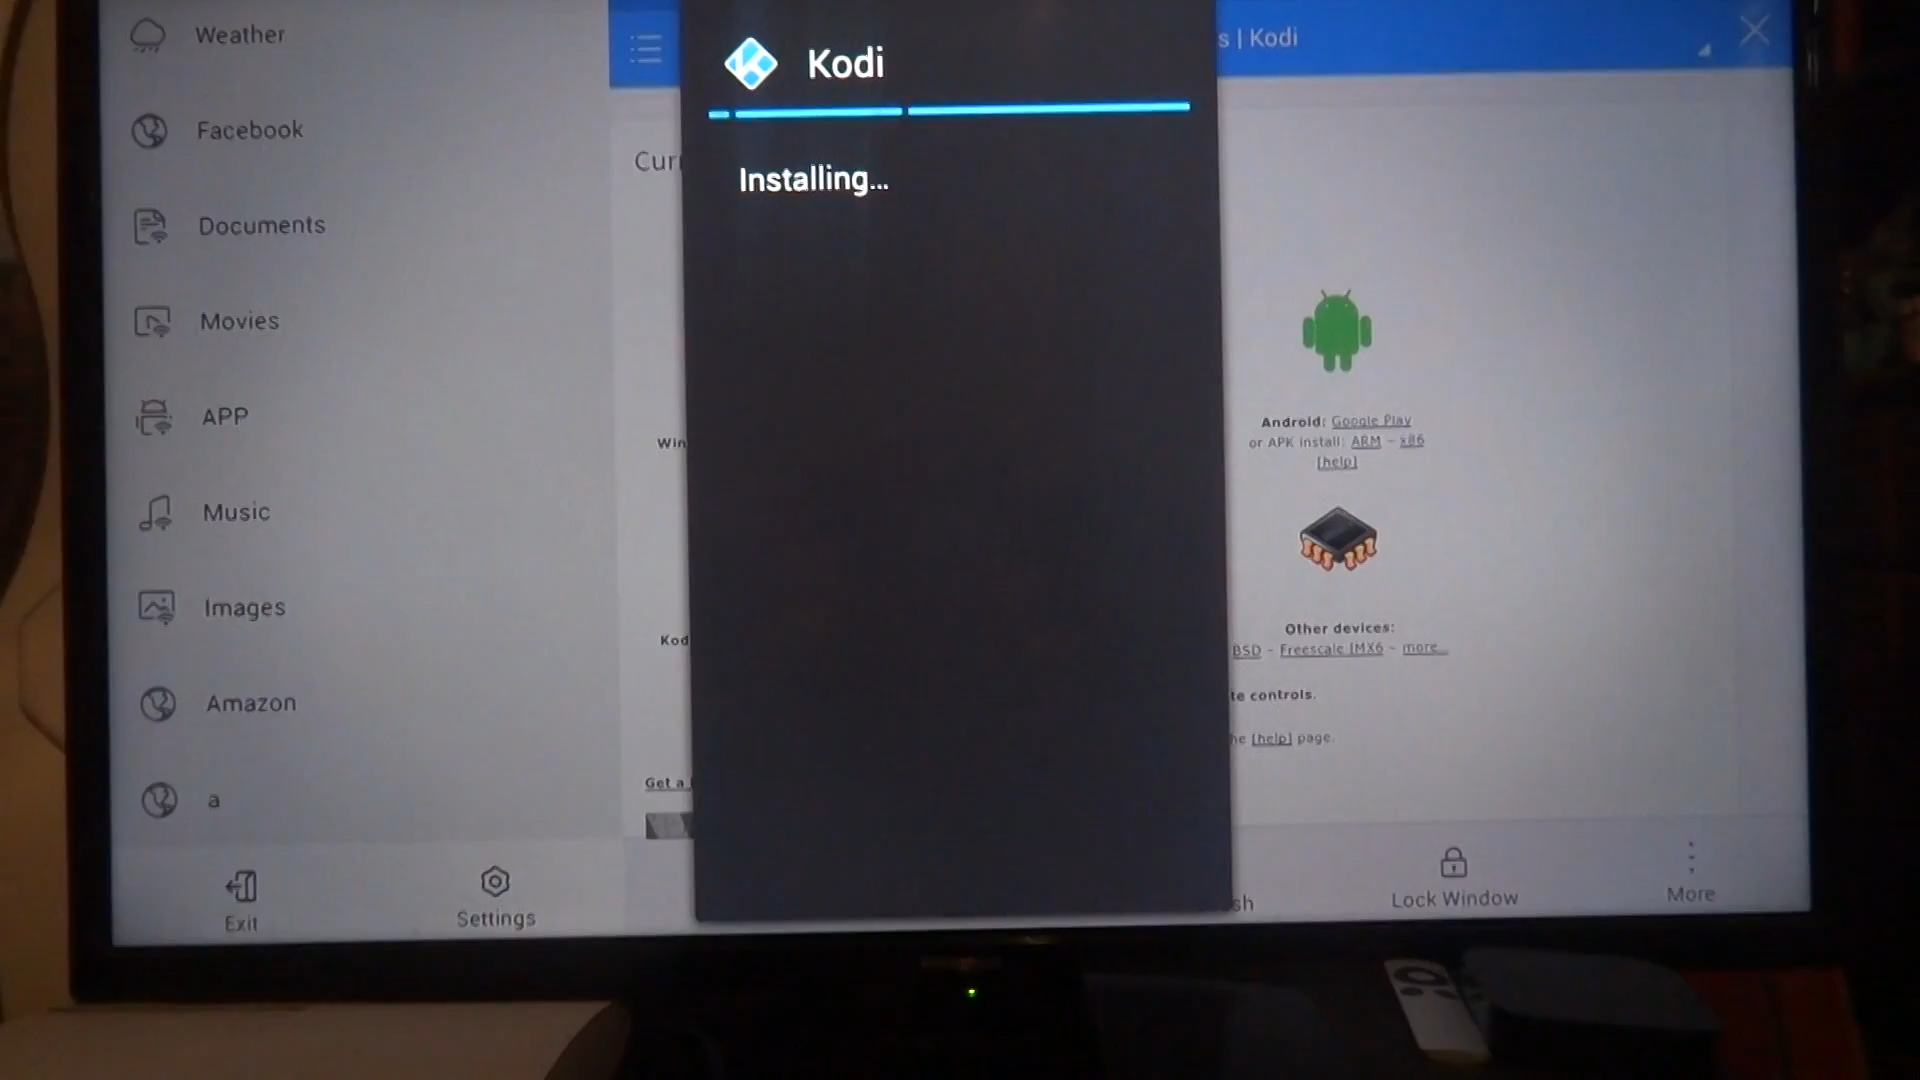 Weather
Facebook
Documents
Movies
APP
Music
Images
Amazon
a
Exit
Settings
Kodi
Installing...
s | Kodi
Curr
Win
Kod
Get a
Android: Google Play
or APK install: ARM - x86
[help]
Other devices:
BSD - Freescale IMX6 - more...
te controls.
he [help] page.
sh
Lock Window
More